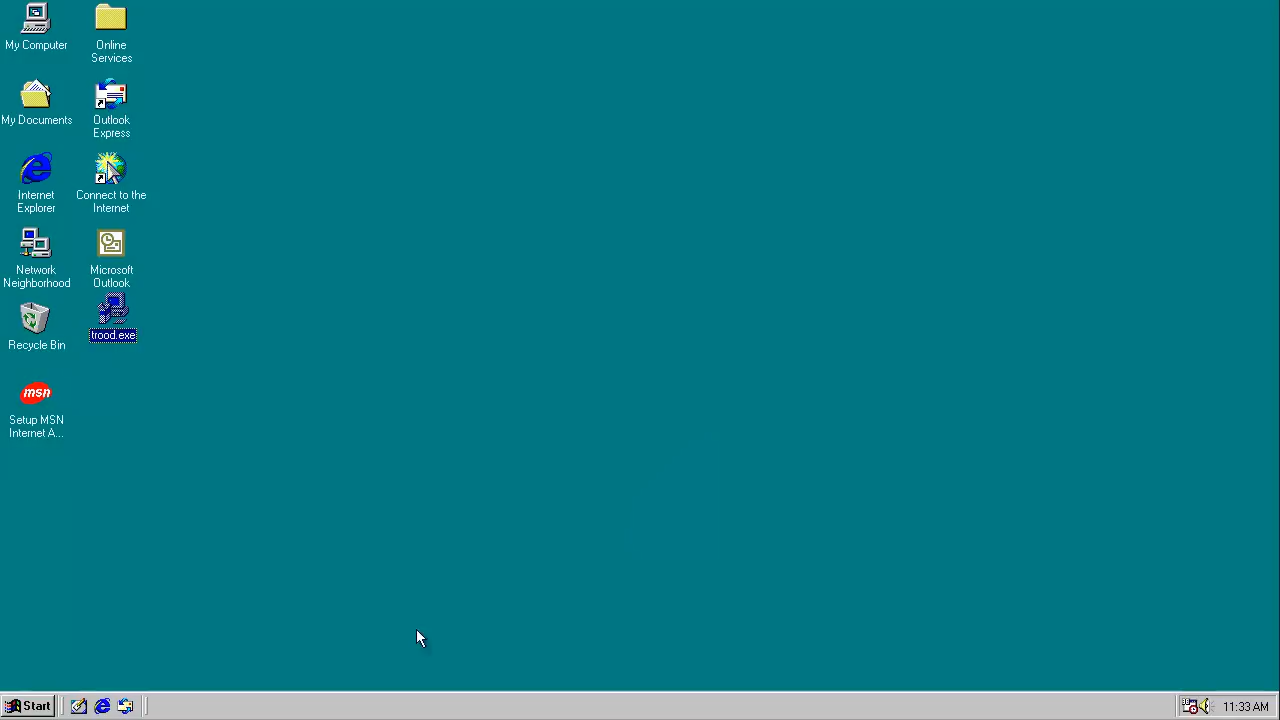 My Computer
Online
Services
My Documents
Outlook
Express
Internet
Explorer
Connect to the
Internet
Network
Neighborhood
Microsoft
Outlook
Recycle Bin
trood.exe
msn
Setup MSN
Internet A...
Start
11:33 AM